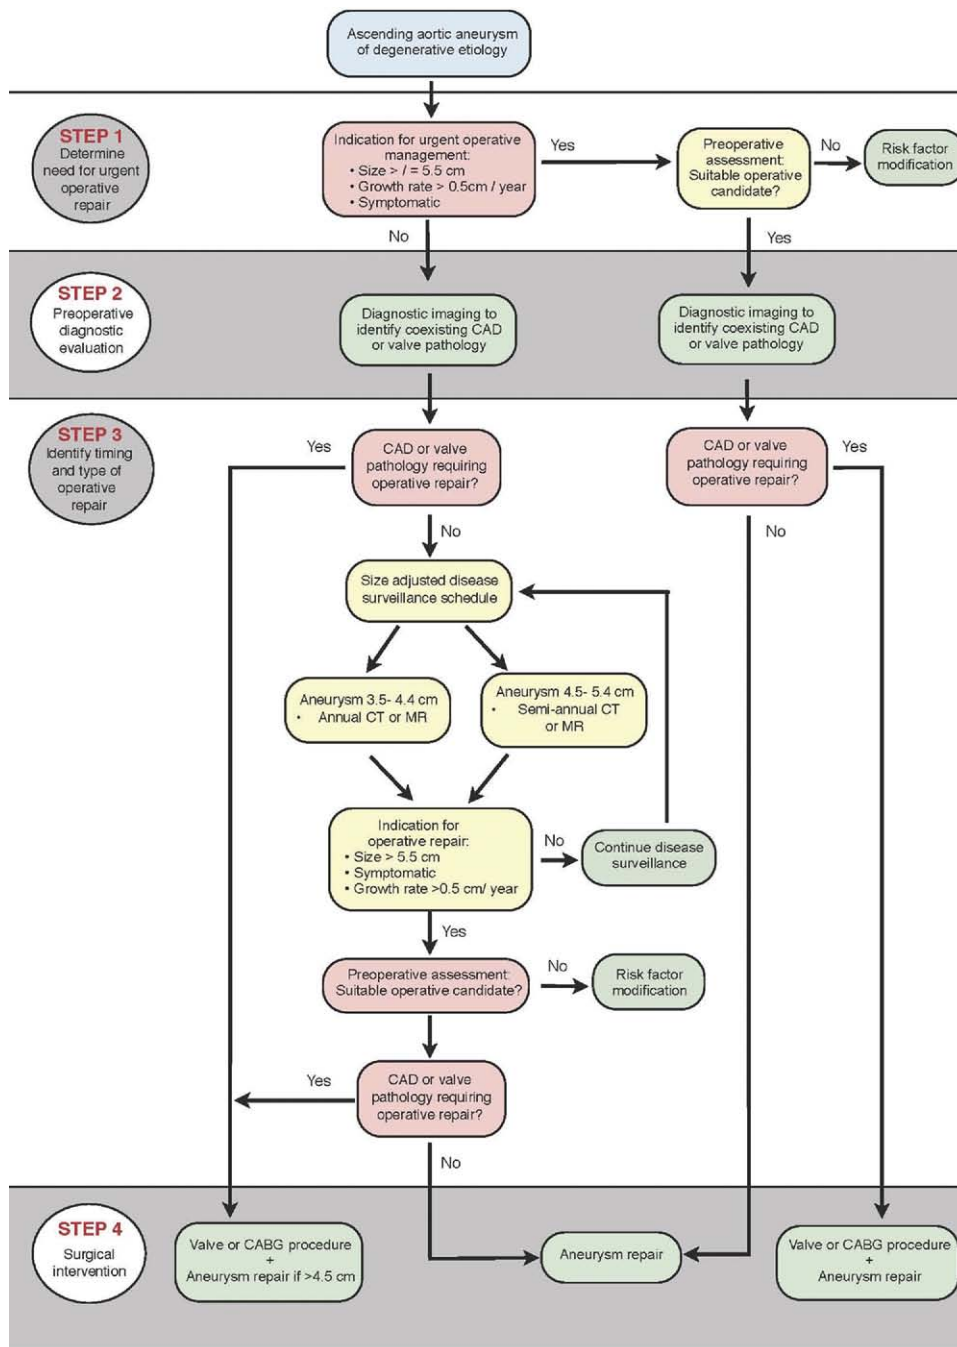 Ascending aortic aneurysm
of degenerative etiology
STEP 1
Determine
need for urgent
operative
repair
Indication for urgent operative
management:
• Size > / = 5.5 cm
• Growth rate > 0.5cm / year
• Symptomatic
Yes
Preoperative
assessment:
Suitable operative
candidate?
No
Risk factor
modification
No
Yes
STEP 2
Preoperative
diagnostic
evaluation
Diagnostic imaging to
identify coexisting CAD
or valve pathology
Diagnostic imaging to
identify coexisting CAD
or valve pathology
STEP 3
Identify timing
and type of
operative
repair
Yes
CAD or valve
pathology requiring
operative repair?
CAD or valve
pathology requiring
operative repair?
Yes
No
No
Size adjusted disease
surveillance schedule
Aneurysm 3.5- 4.4 cm
• Annual CT or MR
Aneurysm 4.5- 5.4 cm
• Semi-annual CT
or MR
Indication for
operative repair:
• Size > 5.5 cm
• Symptomatic
• Growth rate >0.5 cm/ year
No
Continue disease
surveillance
Yes
Preoperative assessment:
Suitable operative candidate?
No
Risk factor
modification
Yes
CAD or valve
pathology requiring
operative repair?
No
STEP 4
Surgical
intervention
Valve or CABG procedure
+
Aneurysm repair if >4.5 cm
Aneurysm repair
Valve or CABG procedure
+
Aneurysm repair